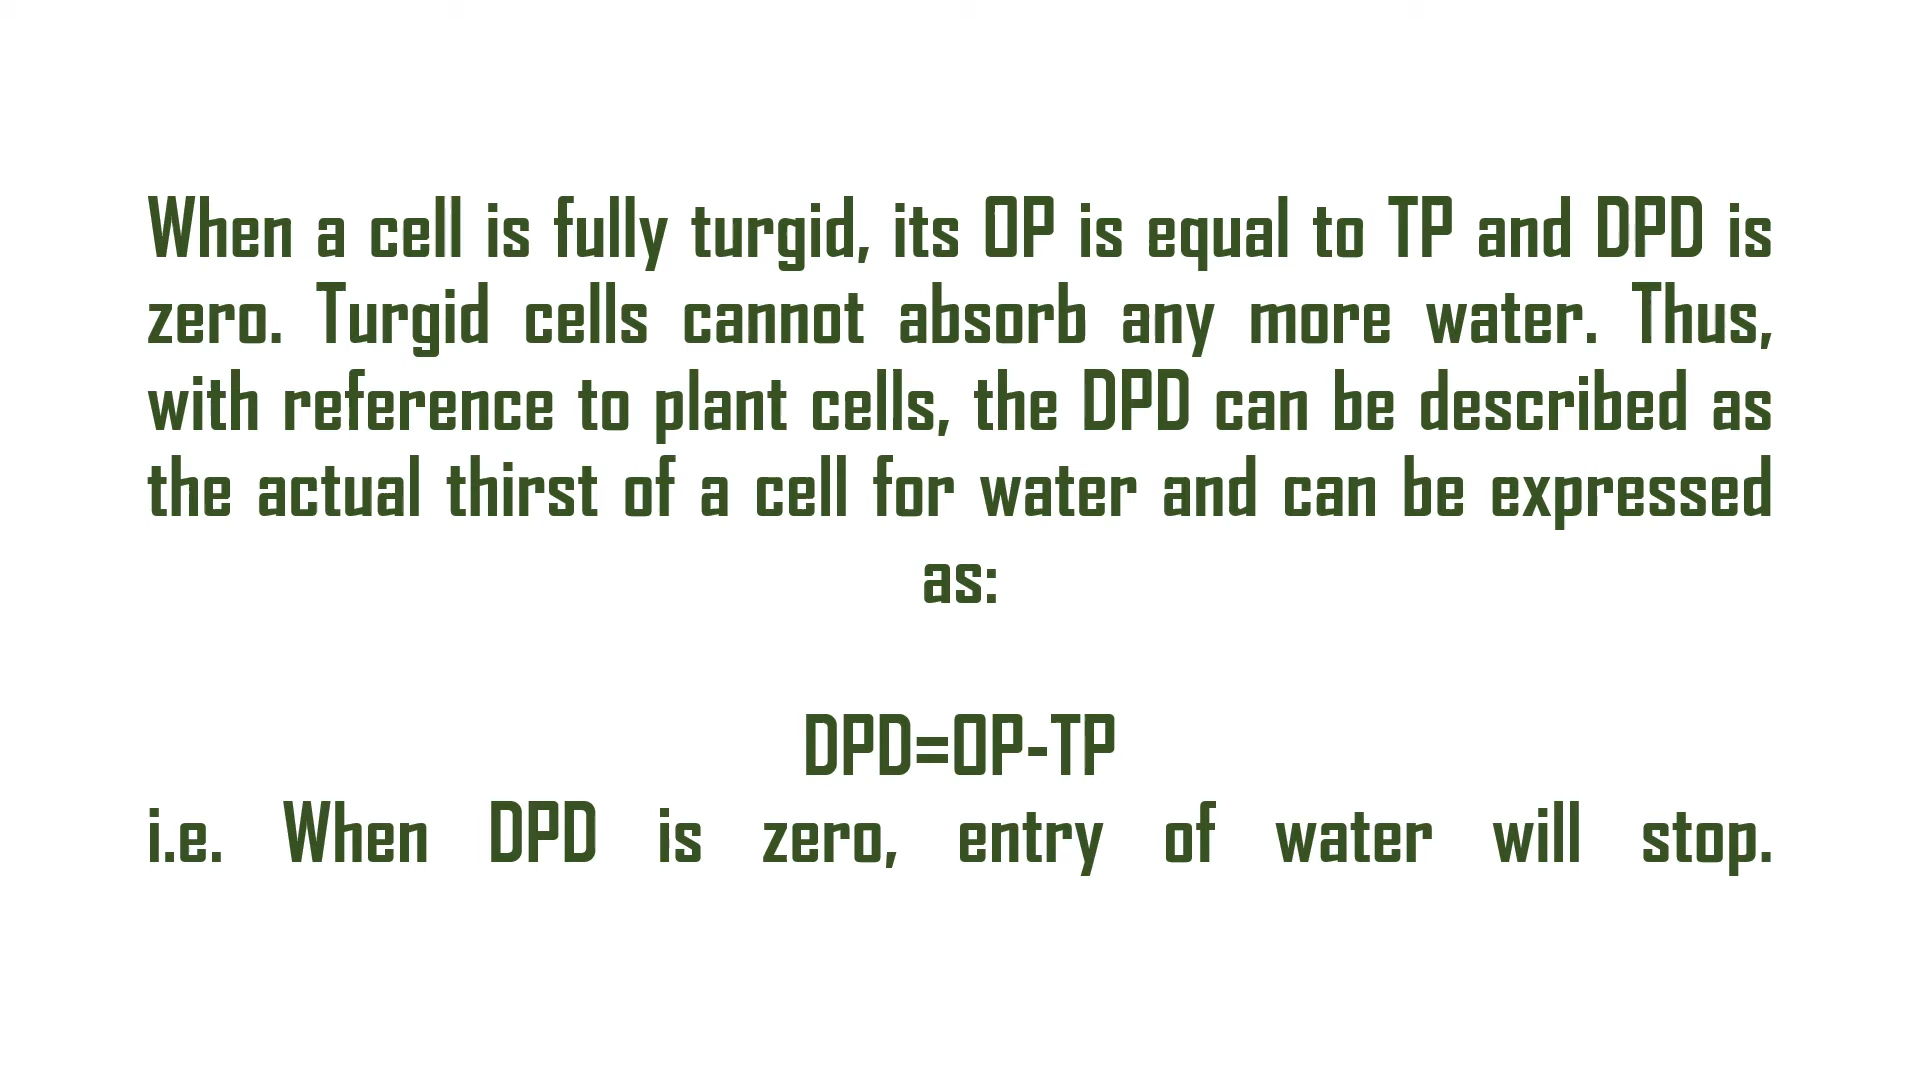 When a cell is fully turgid, its OP is equal to TP and DPD is
zero. Turgid cells cannot absorb any more water. Thus,
with reference to plant cells, the DPD can be described as
the actual thirst of a cell for water and can be expressed
as:
DPD=OP-TP
i.e. When DPD is zero, entry of water will stop.